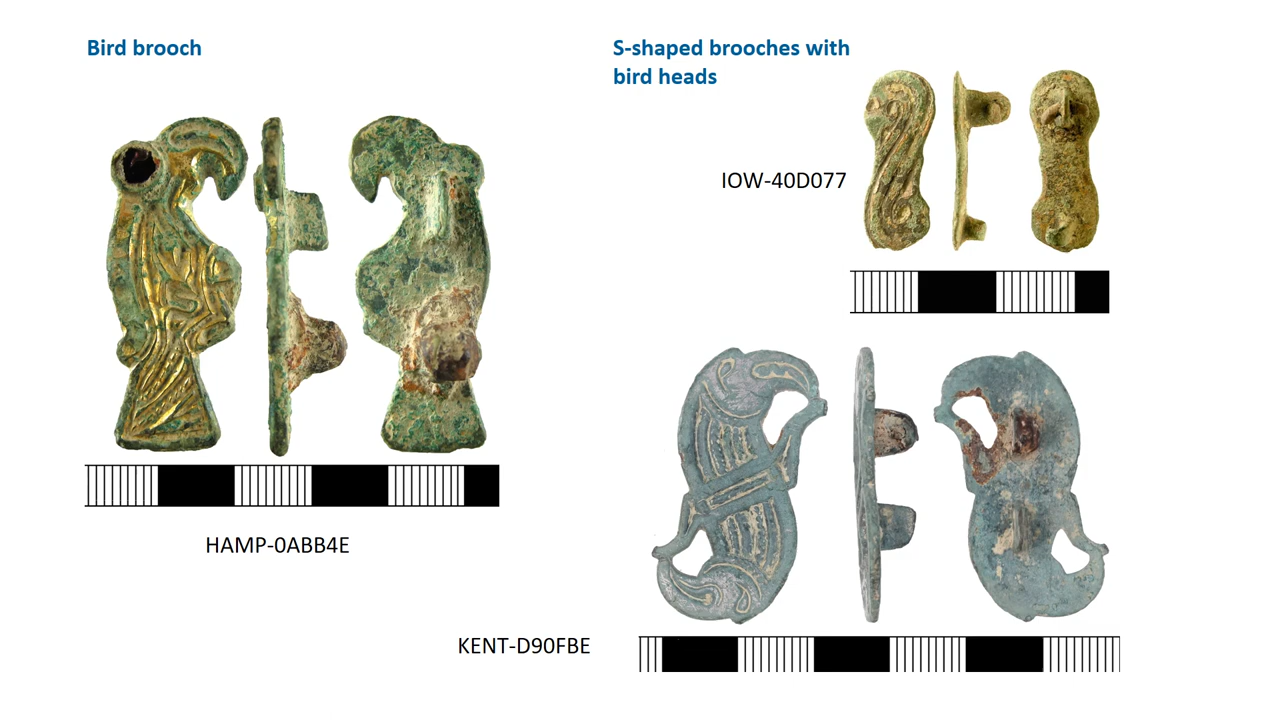 Bird brooch
HAMP-0ABB4E
S-shaped brooches with
bird heads
IOW-40D077
KENT-D90FBE